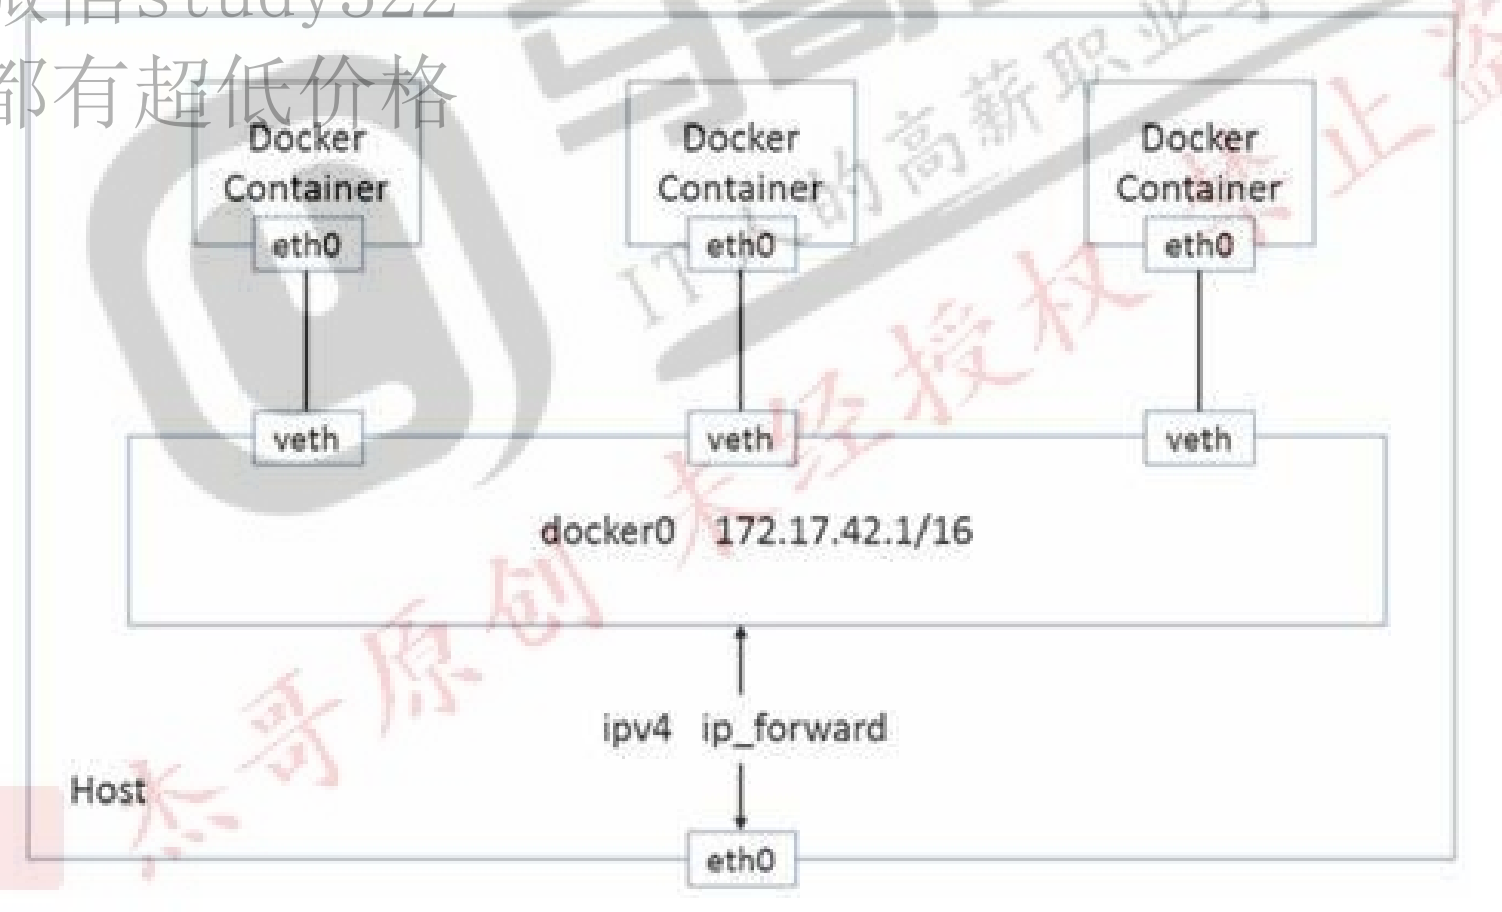 微信study322
都有超低价格
IT人的高薪职业学
杰哥原创 未经授权 禁止盗
Docker
Container
eth0
Docker
Container
eth0
Docker
Container
eth0
veth
veth
veth
docker0 172.17.42.1/16
ipv4 ip_forward
Host
eth0